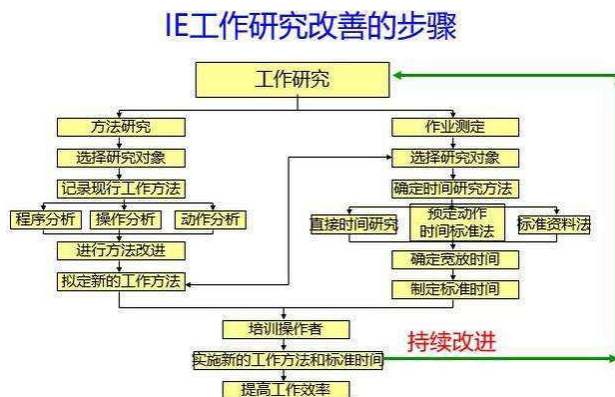 IE工作研究改善的步骤
工作研究
方法研究
作业测定
选择研究对象
选择研究对象
记录现行工作方法
确定时间研究方法
程序分析
操作分析
动作分析
直接时间研究
预定动作
时间标准法
标准资料法
进行方法改进
确定宽放时间
拟定新的工作方法
制定标准时间
培训操作者
持续改进
实施新的工作方法和标准时间
提高工作效率